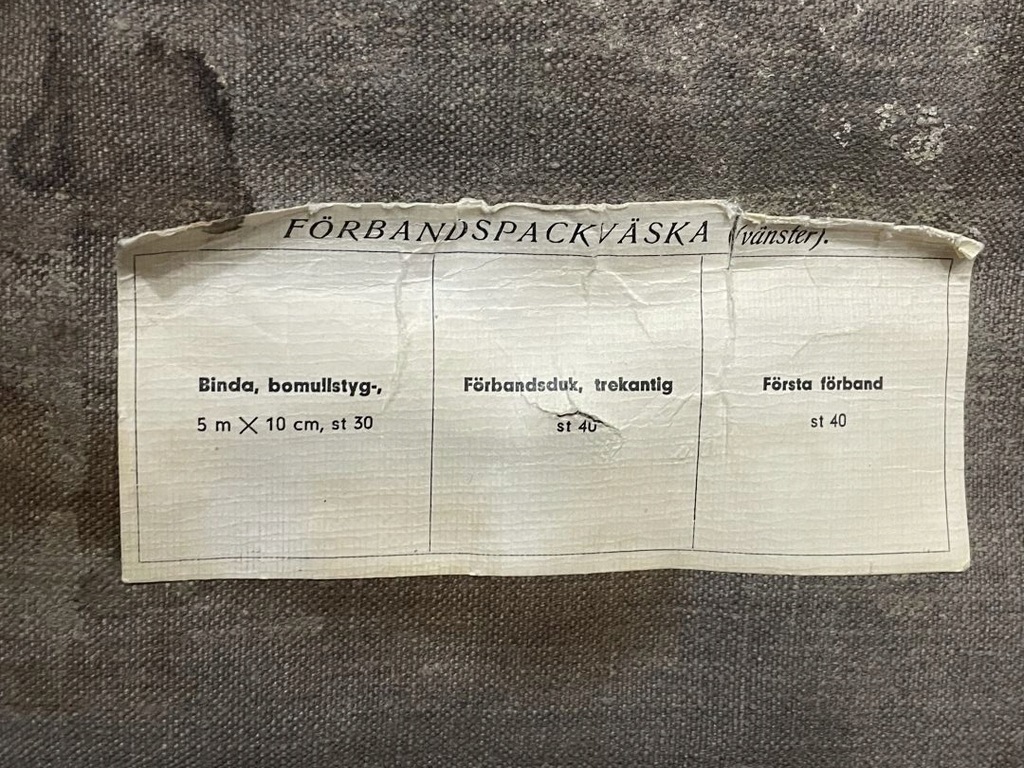 FÖRBANDSPACKVÄSKA (vänster).
Binda, bomullstyg-,
5 m × 10 cm, st 30
Förbandsduk, trekantig
st 40
Första förband
st 40